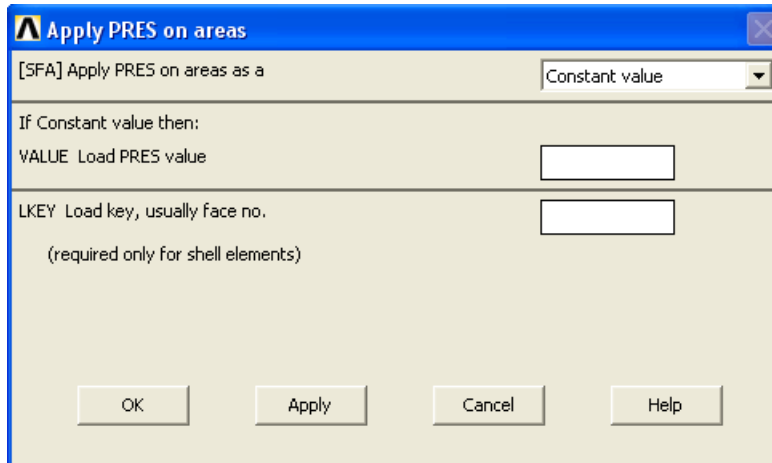 Apply PRES on areas
[SFA] Apply PRES on areas as a
Constant value
If Constant value then:
VALUE Load PRES value
LKEY Load key, usually face no.
(required only for shell elements)
OK Apply Cancel Help